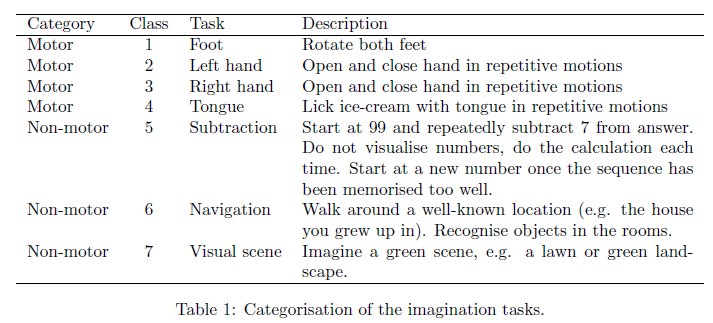 Category Class Task Description
Motor 1 Foot Rotate both feet
Motor 2 Left hand Open and close hand in repetitive motions
Motor 3 Right hand Open and close hand in repetitive motions
Motor 4 Tongue Lick ice-cream with tongue in repetitive motions
Non-motor 5 Subtraction Start at 99 and repeatedly subtract 7 from answer.
Do not visualise numbers, do the calculation each
time. Start at a new number once the sequence has
been memorised too well.
Non-motor 6 Navigation Walk around a well-known location (e.g. the house
you grew up in). Recognise objects in the rooms.
Non-motor 7 Visual scene Imagine a green scene, e.g. a lawn or green land-
scape.
Table 1: Categorisation of the imagination tasks.